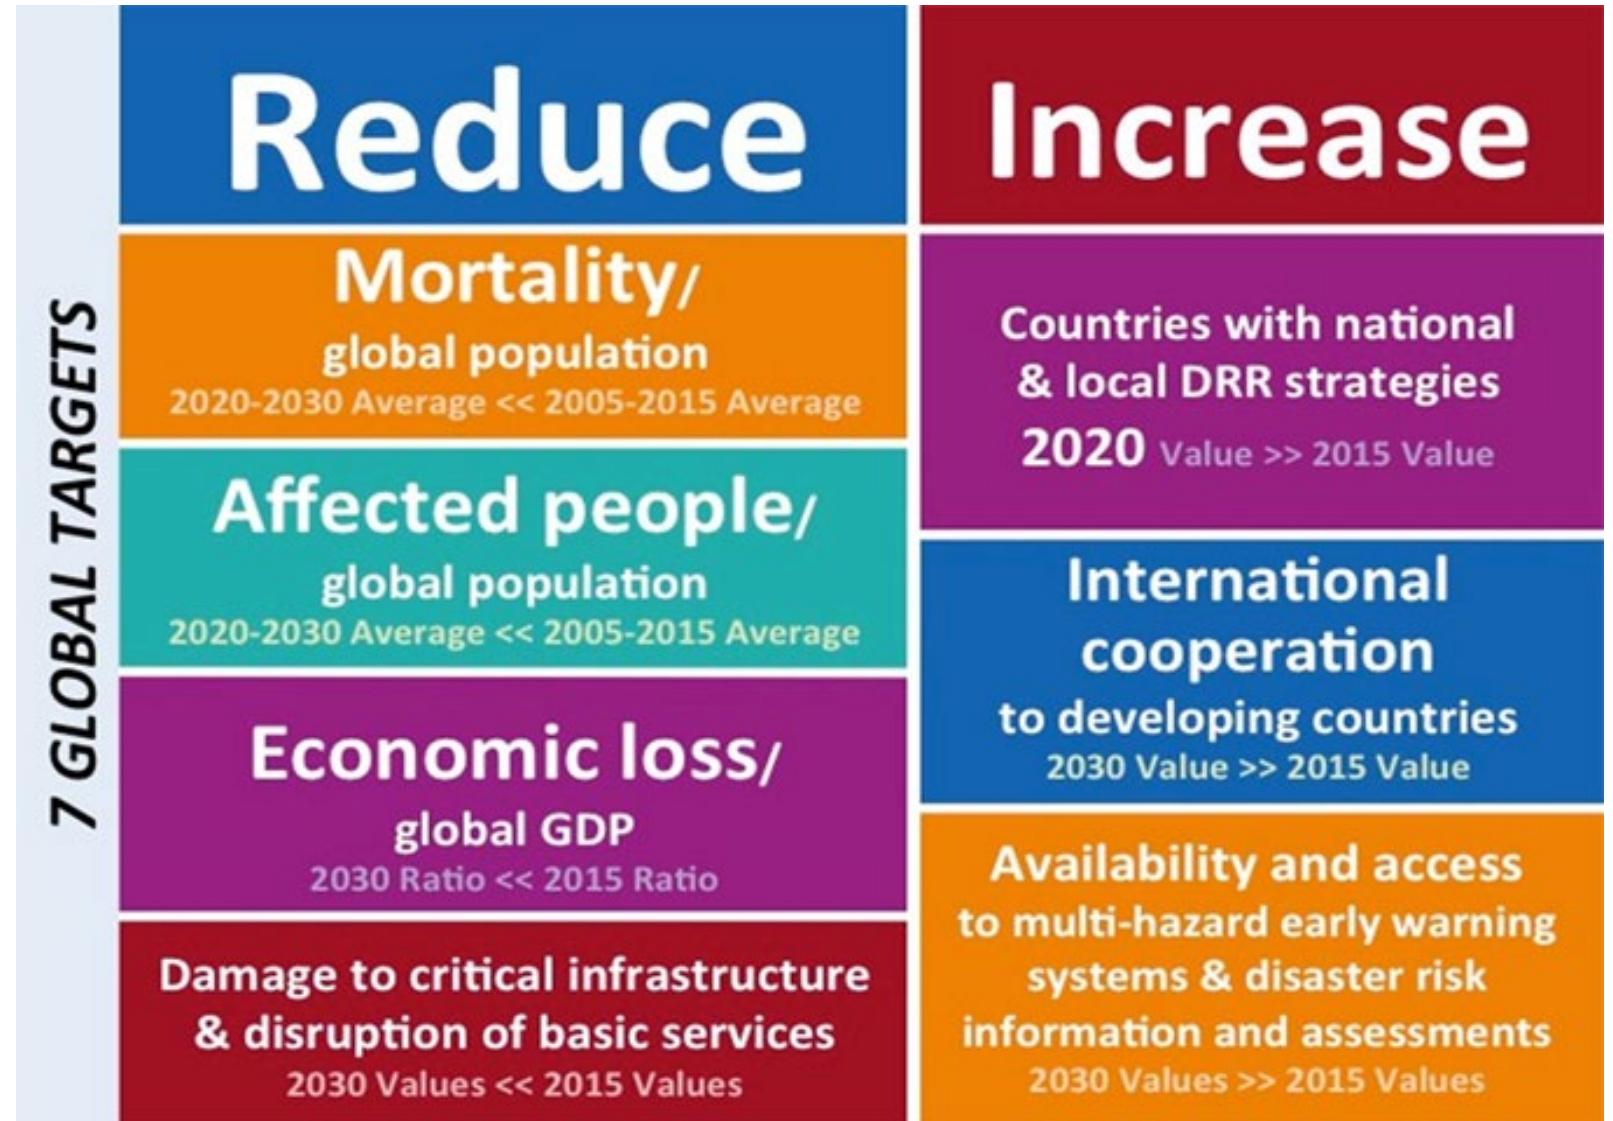 7 GLOBAL TARGETS
Reduce
Mortality/
global population
2020-2030 Average << 2005-2015 Average
Affected people/
global population
2020-2030 Average << 2005-2015 Average
Economic loss/
global GDP
2030 Ratio << 2015 Ratio
Damage to critical infrastructure
& disruption of basic services
2030 Values << 2015 Values
Increase
Countries with national
& local DRR strategies
2020 Value >> 2015 Value
International
cooperation
to developing countries
2030 Value >> 2015 Value
Availability and access
to multi-hazard early warning
systems & disaster risk
information and assessments
2030 Values >> 2015 Values